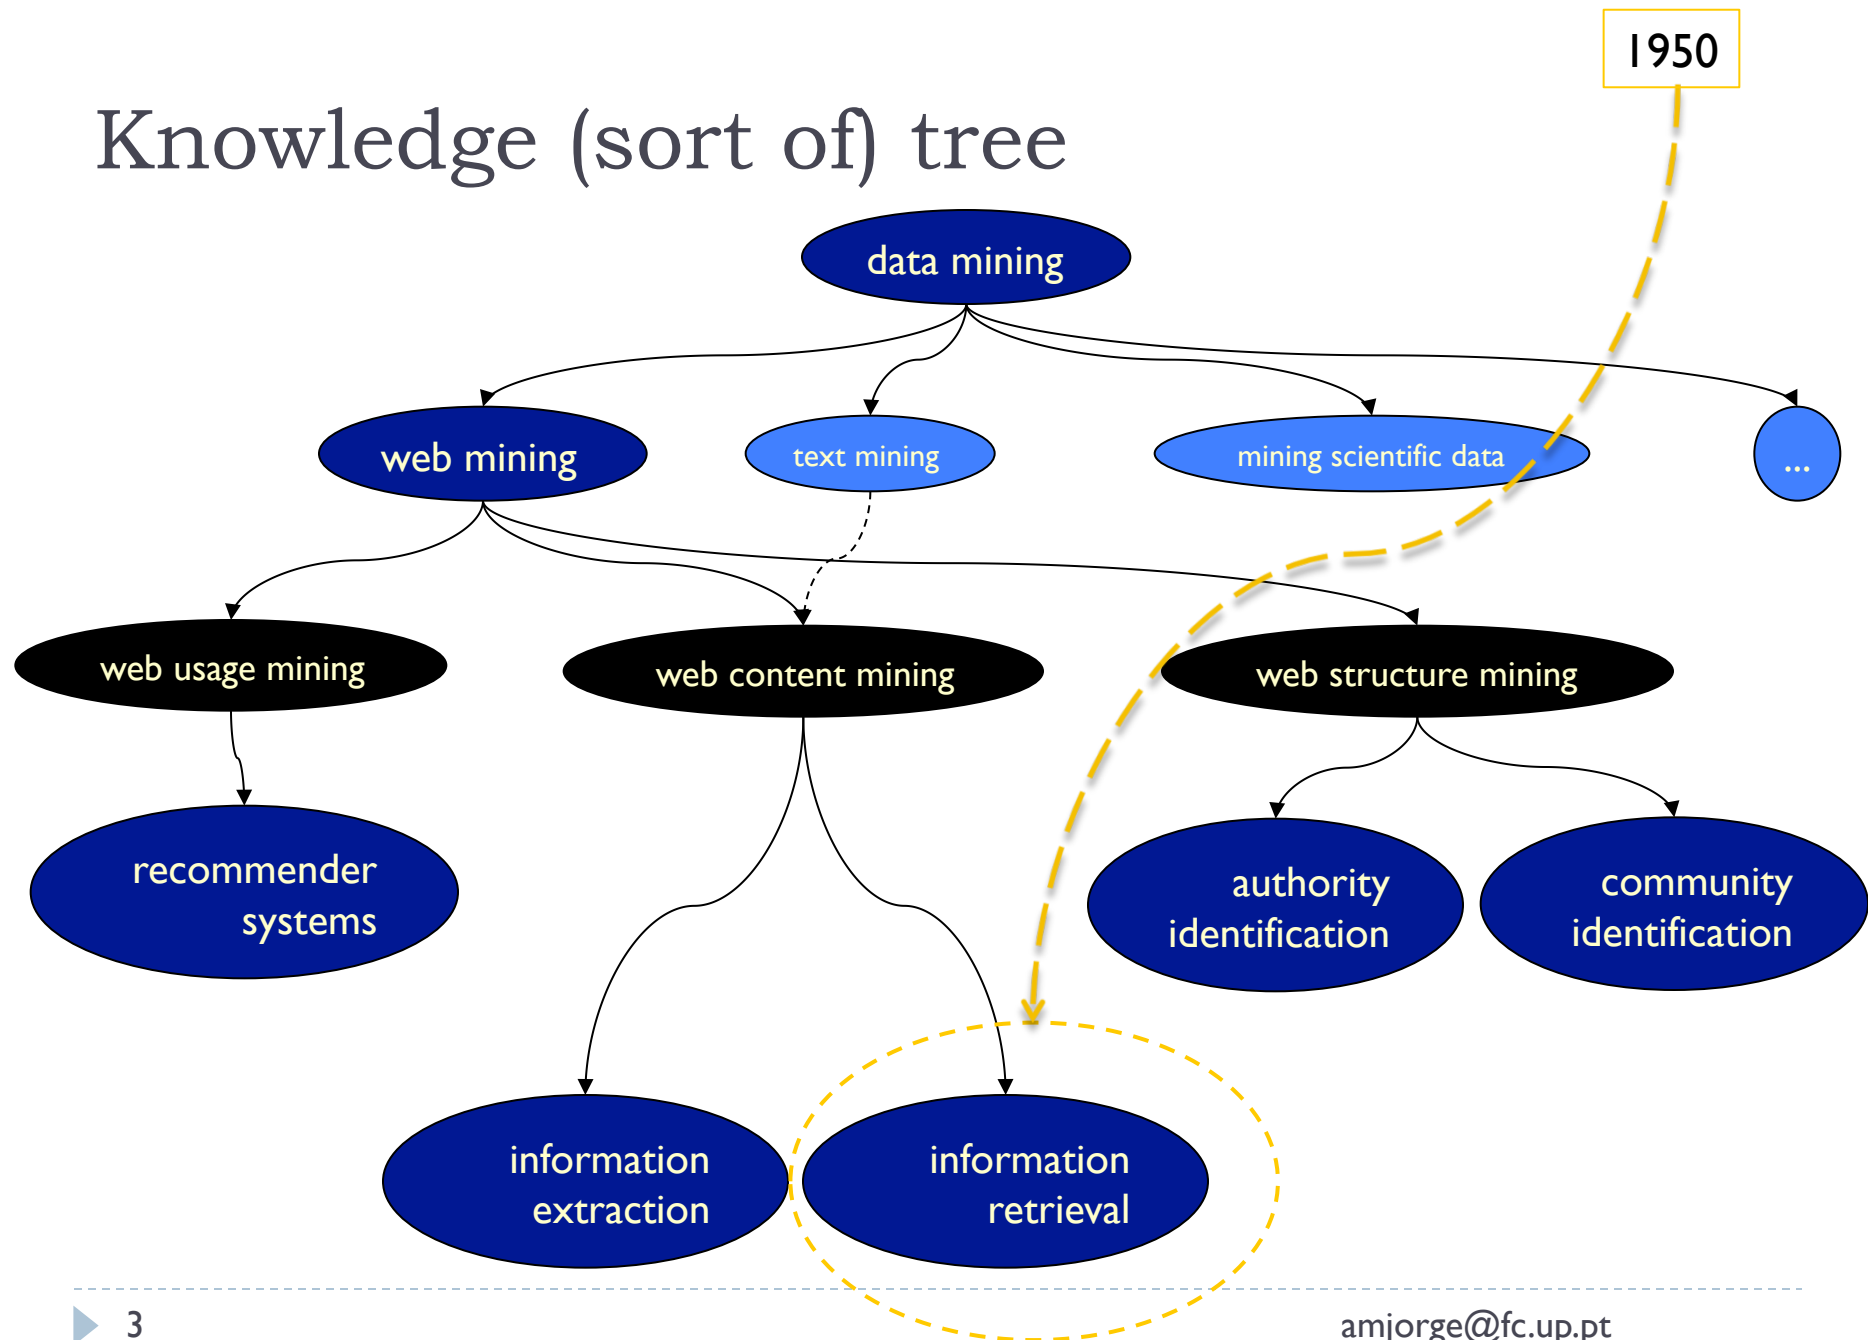 1950
Knowledge (sort of) tree
data mining
web mining
text mining
mining scientific data
...
web usage mining
web content mining
web structure mining
recommender
systems
authority
identification
community
identification
information
extraction
information
retrieval
3
amjorge@fc.up.pt